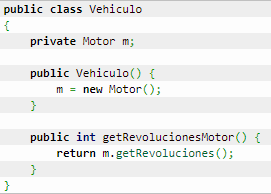 public class Vehiculo
{
    private Motor m;

    public Vehiculo() {
        m = new Motor();
    }

    public int getRevolucionesMotor() {
        return m.getRevoluciones();
    }
}